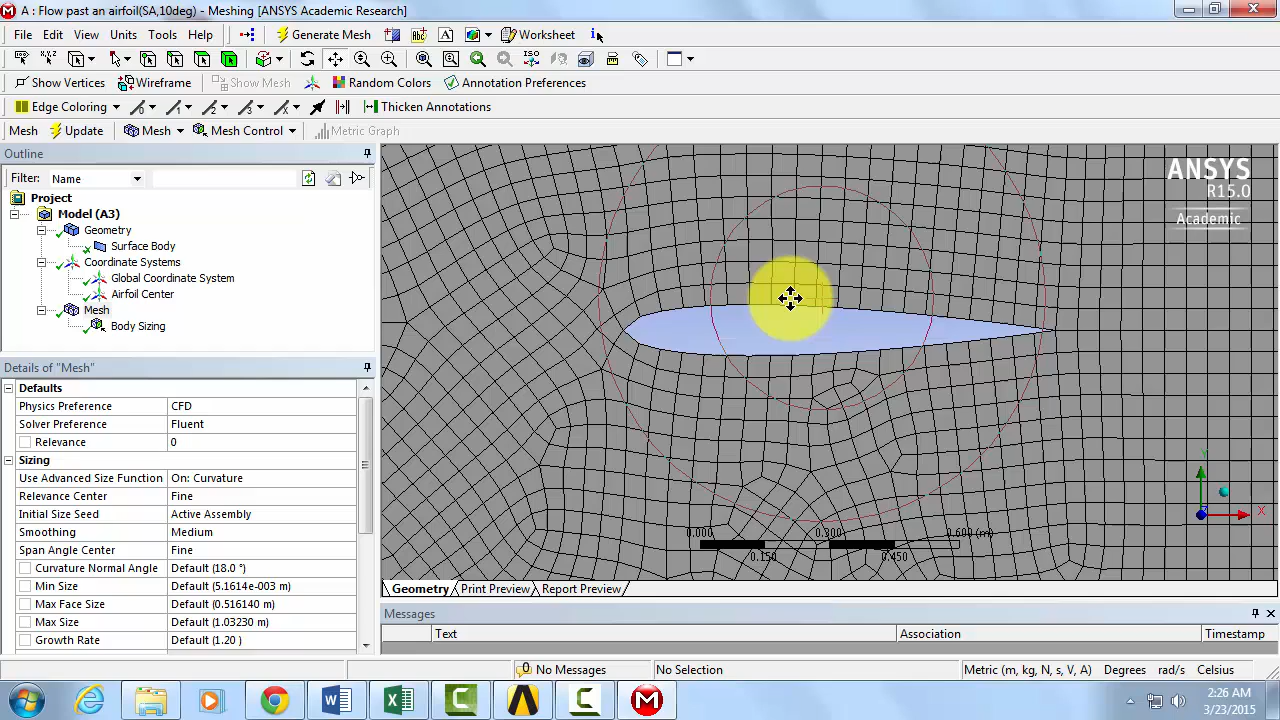 A : Flow past an airfoil(SA,10deg) - Meshing [ANSYS Academic Research]
File Edit View Units Tools Help Generate Mesh Worksheet
Show Vertices Wireframe Show Mesh Random Colors Annotation Preferences
Edge Coloring Thicken Annotations
Mesh Update Mesh Mesh Control Metric Graph
Outline
Filter: Name
Project
Model (A3)
Geometry
Surface Body
Coordinate Systems
Global Coordinate System
Airfoil Center
Mesh
Body Sizing
Details of "Mesh"
Defaults
Physics Preference CFD
Solver Preference Fluent
Relevance 0
Sizing
Use Advanced Size Function On: Curvature
Relevance Center Fine
Initial Size Seed Active Assembly
Smoothing Medium
Span Angle Center Fine
Curvature Normal Angle Default (18.0 °)
Min Size Default (5.1614e-003 m)
Max Face Size Default (0.516140 m)
Max Size Default (1.03230 m)
Growth Rate Default (1.20 )
ANSYS
R15.0
Academic
Y
X
0.000 0.300 0.600 (m)
0.150 0.450
Geometry Print Preview Report Preview
Messages
Text Association Timestamp
0 No Messages No Selection Metric (m, kg, N, s, V, A) Degrees rad/s Celsius
2:26 AM
3/23/2015